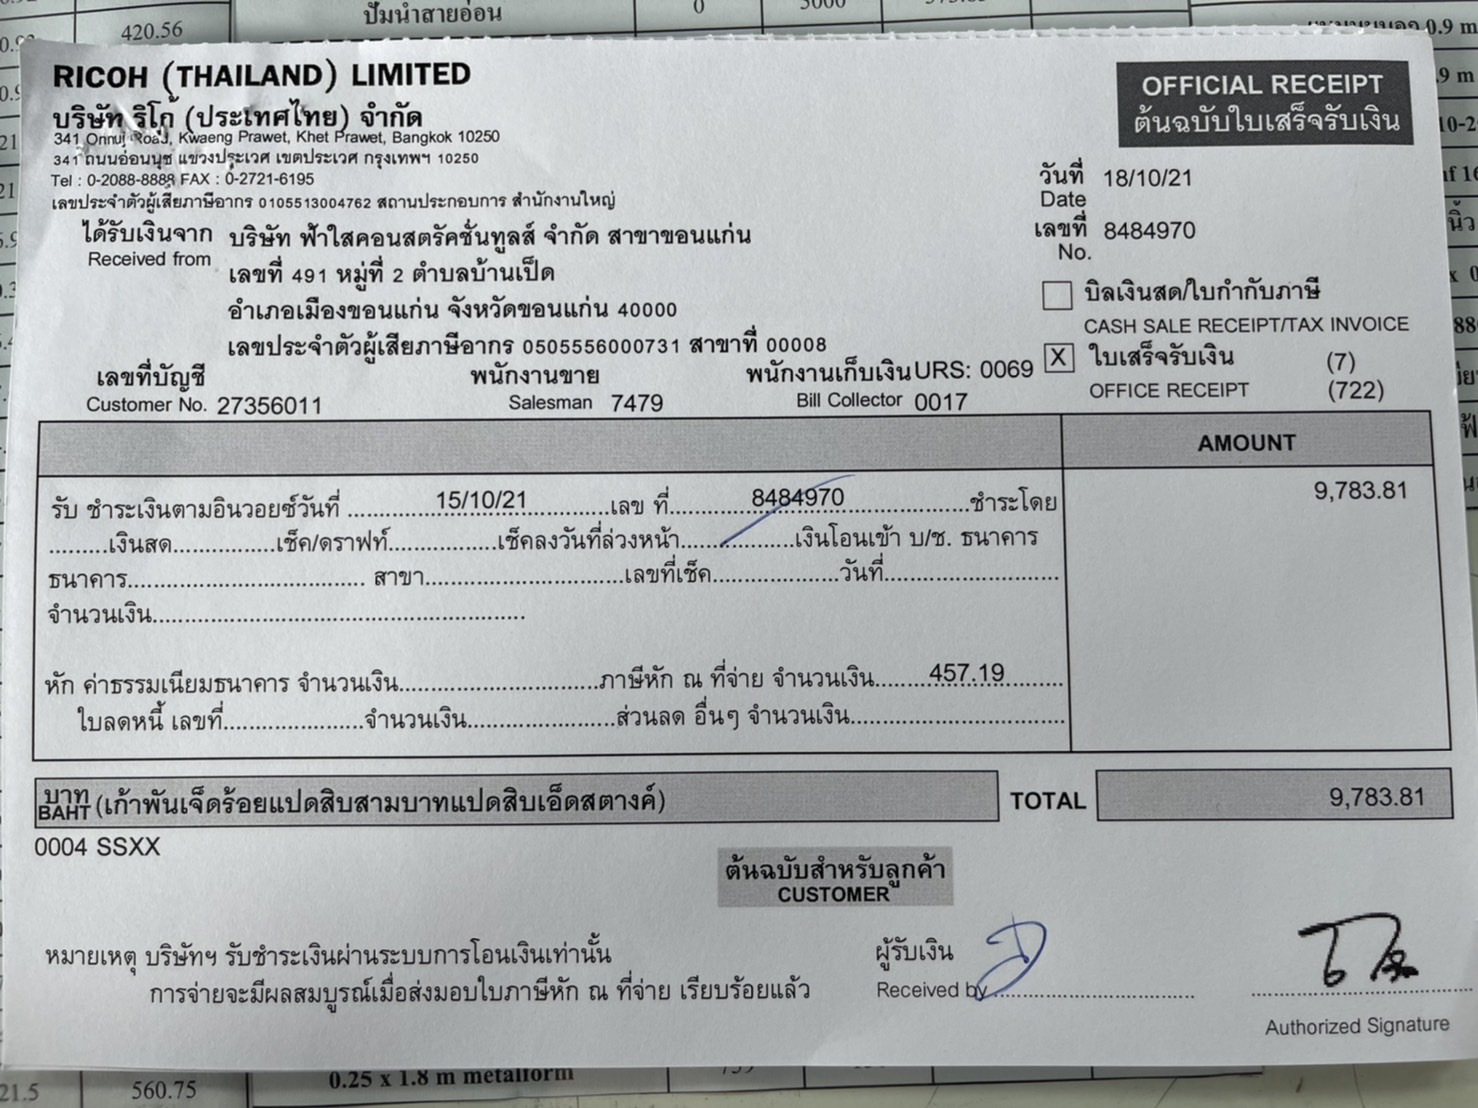 420.56
ปั๊มน้ำสายอ่อน
0
RICOH (THAILAND) LIMITED
บริษัท ริโก้ (ประเทศไทย) จำกัด
341 Onnuj Road, Kwaeng Prawet, Khet Prawet, Bangkok 10250
341 ถนนอ่อนนุช แขวงประเวศ เขตประเวศ กรุงเทพฯ 10250
Tel : 0-2088-8888 FAX : 0-2721-6195
เลขประจำตัวผู้เสียภาษีอากร 0105513004762 สถานประกอบการ สำนักงานใหญ่
OFFICIAL RECEIPT
ต้นฉบับใบเสร็จรับเงิน
วันที่ 18/10/21
Date
เลขที่ 8484970
No.
ได้รับเงินจาก บริษัท ฟ้าใสคอนสตรัคชั่นทูลส์ จำกัด สาขาขอนแก่น
Received from
เลขที่ 491 หมู่ที่ 2 ตำบลบ้านเป็ด
อำเภอเมืองขอนแก่น จังหวัดขอนแก่น 40000
เลขประจำตัวผู้เสียภาษีอากร 0505556000731 สาขาที่ 00008
บิลเงินสด/ใบกำกับภาษี
CASH SALE RECEIPT/TAX INVOICE
X ใบเสร็จรับเงิน (7)
OFFICE RECEIPT (722)
เลขที่บัญชี พนักงานขาย พนักงานเก็บเงิน URS: 0069
Customer No. 27356011 Salesman 7479 Bill Collector 0017
AMOUNT
รับ ชำระเงินตามอินวอยซ์วันที่ 15/10/21 เลข ที่ 8484970 ชำระโดย 9,783.81
.........เงินสด...............เช็ค/ดราฟท์...............เช็คลงวันที่ล่วงหน้า...............เงินโอนเข้า บ/ช. ธนาคาร
ธนาคาร............................... สาขา..........................เลขที่เช็ค.................วันที่.......................
จำนวนเงิน.................................................
หัก ค่าธรรมเนียมธนาคาร จำนวนเงิน..........................ภาษีหัก ณ ที่จ่าย จำนวนเงิน 457.19
ใบลดหนี้ เลขที่..................จำนวนเงิน...................ส่วนลด อื่นๆ จำนวนเงิน............................
บาท
BAHT (เก้าพันเจ็ดร้อยแปดสิบสามบาทแปดสิบเอ็ดสตางค์) TOTAL 9,783.81
0004 SSXX
ต้นฉบับสำหรับลูกค้า
CUSTOMER
หมายเหตุ บริษัทฯ รับชำระเงินผ่านระบบการโอนเงินเท่านั้น
การจ่ายจะมีผลสมบูรณ์เมื่อส่งมอบใบภาษีหัก ณ ที่จ่าย เรียบร้อยแล้ว
ผู้รับเงิน
Received by
Authorized Signature
21.5
560.75
0.25 x 1.8 m metalform